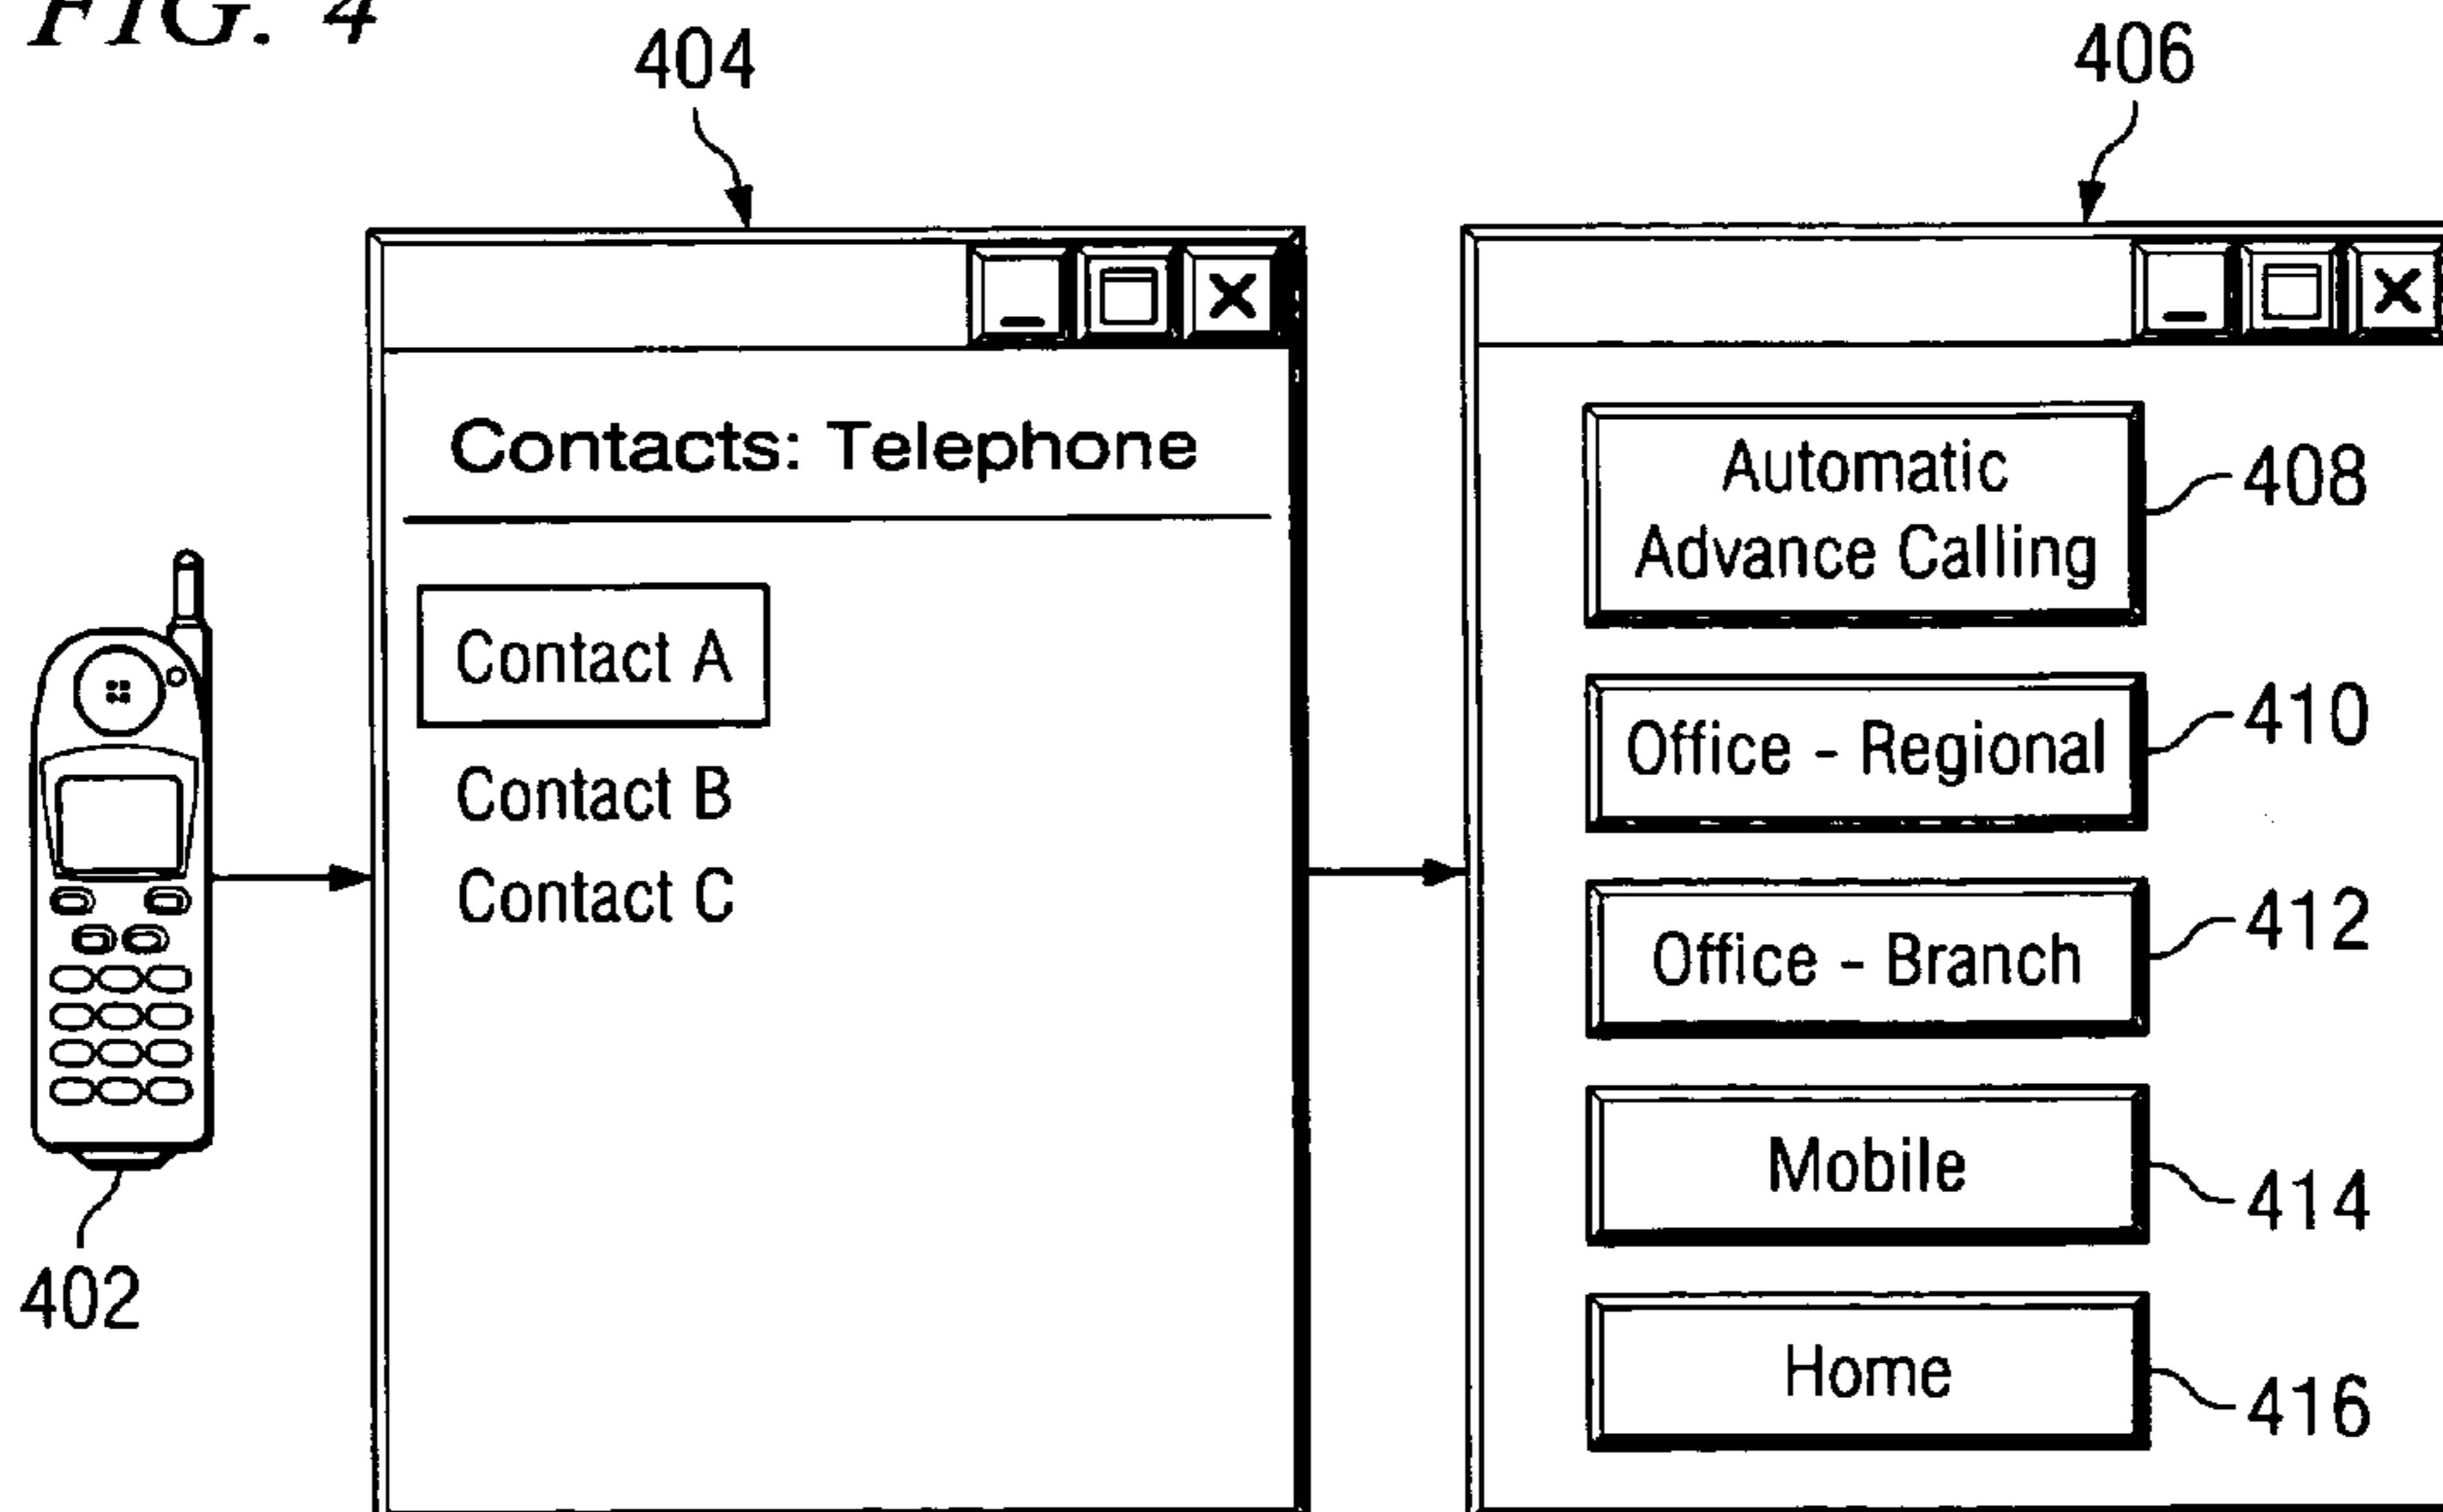 FIG. 4
404
406
Contacts: Telephone
Contact A
Contact B
Contact C
402
Automatic
Advance Calling
408
Office - Regional
410
Office - Branch
412
Mobile
414
Home
416